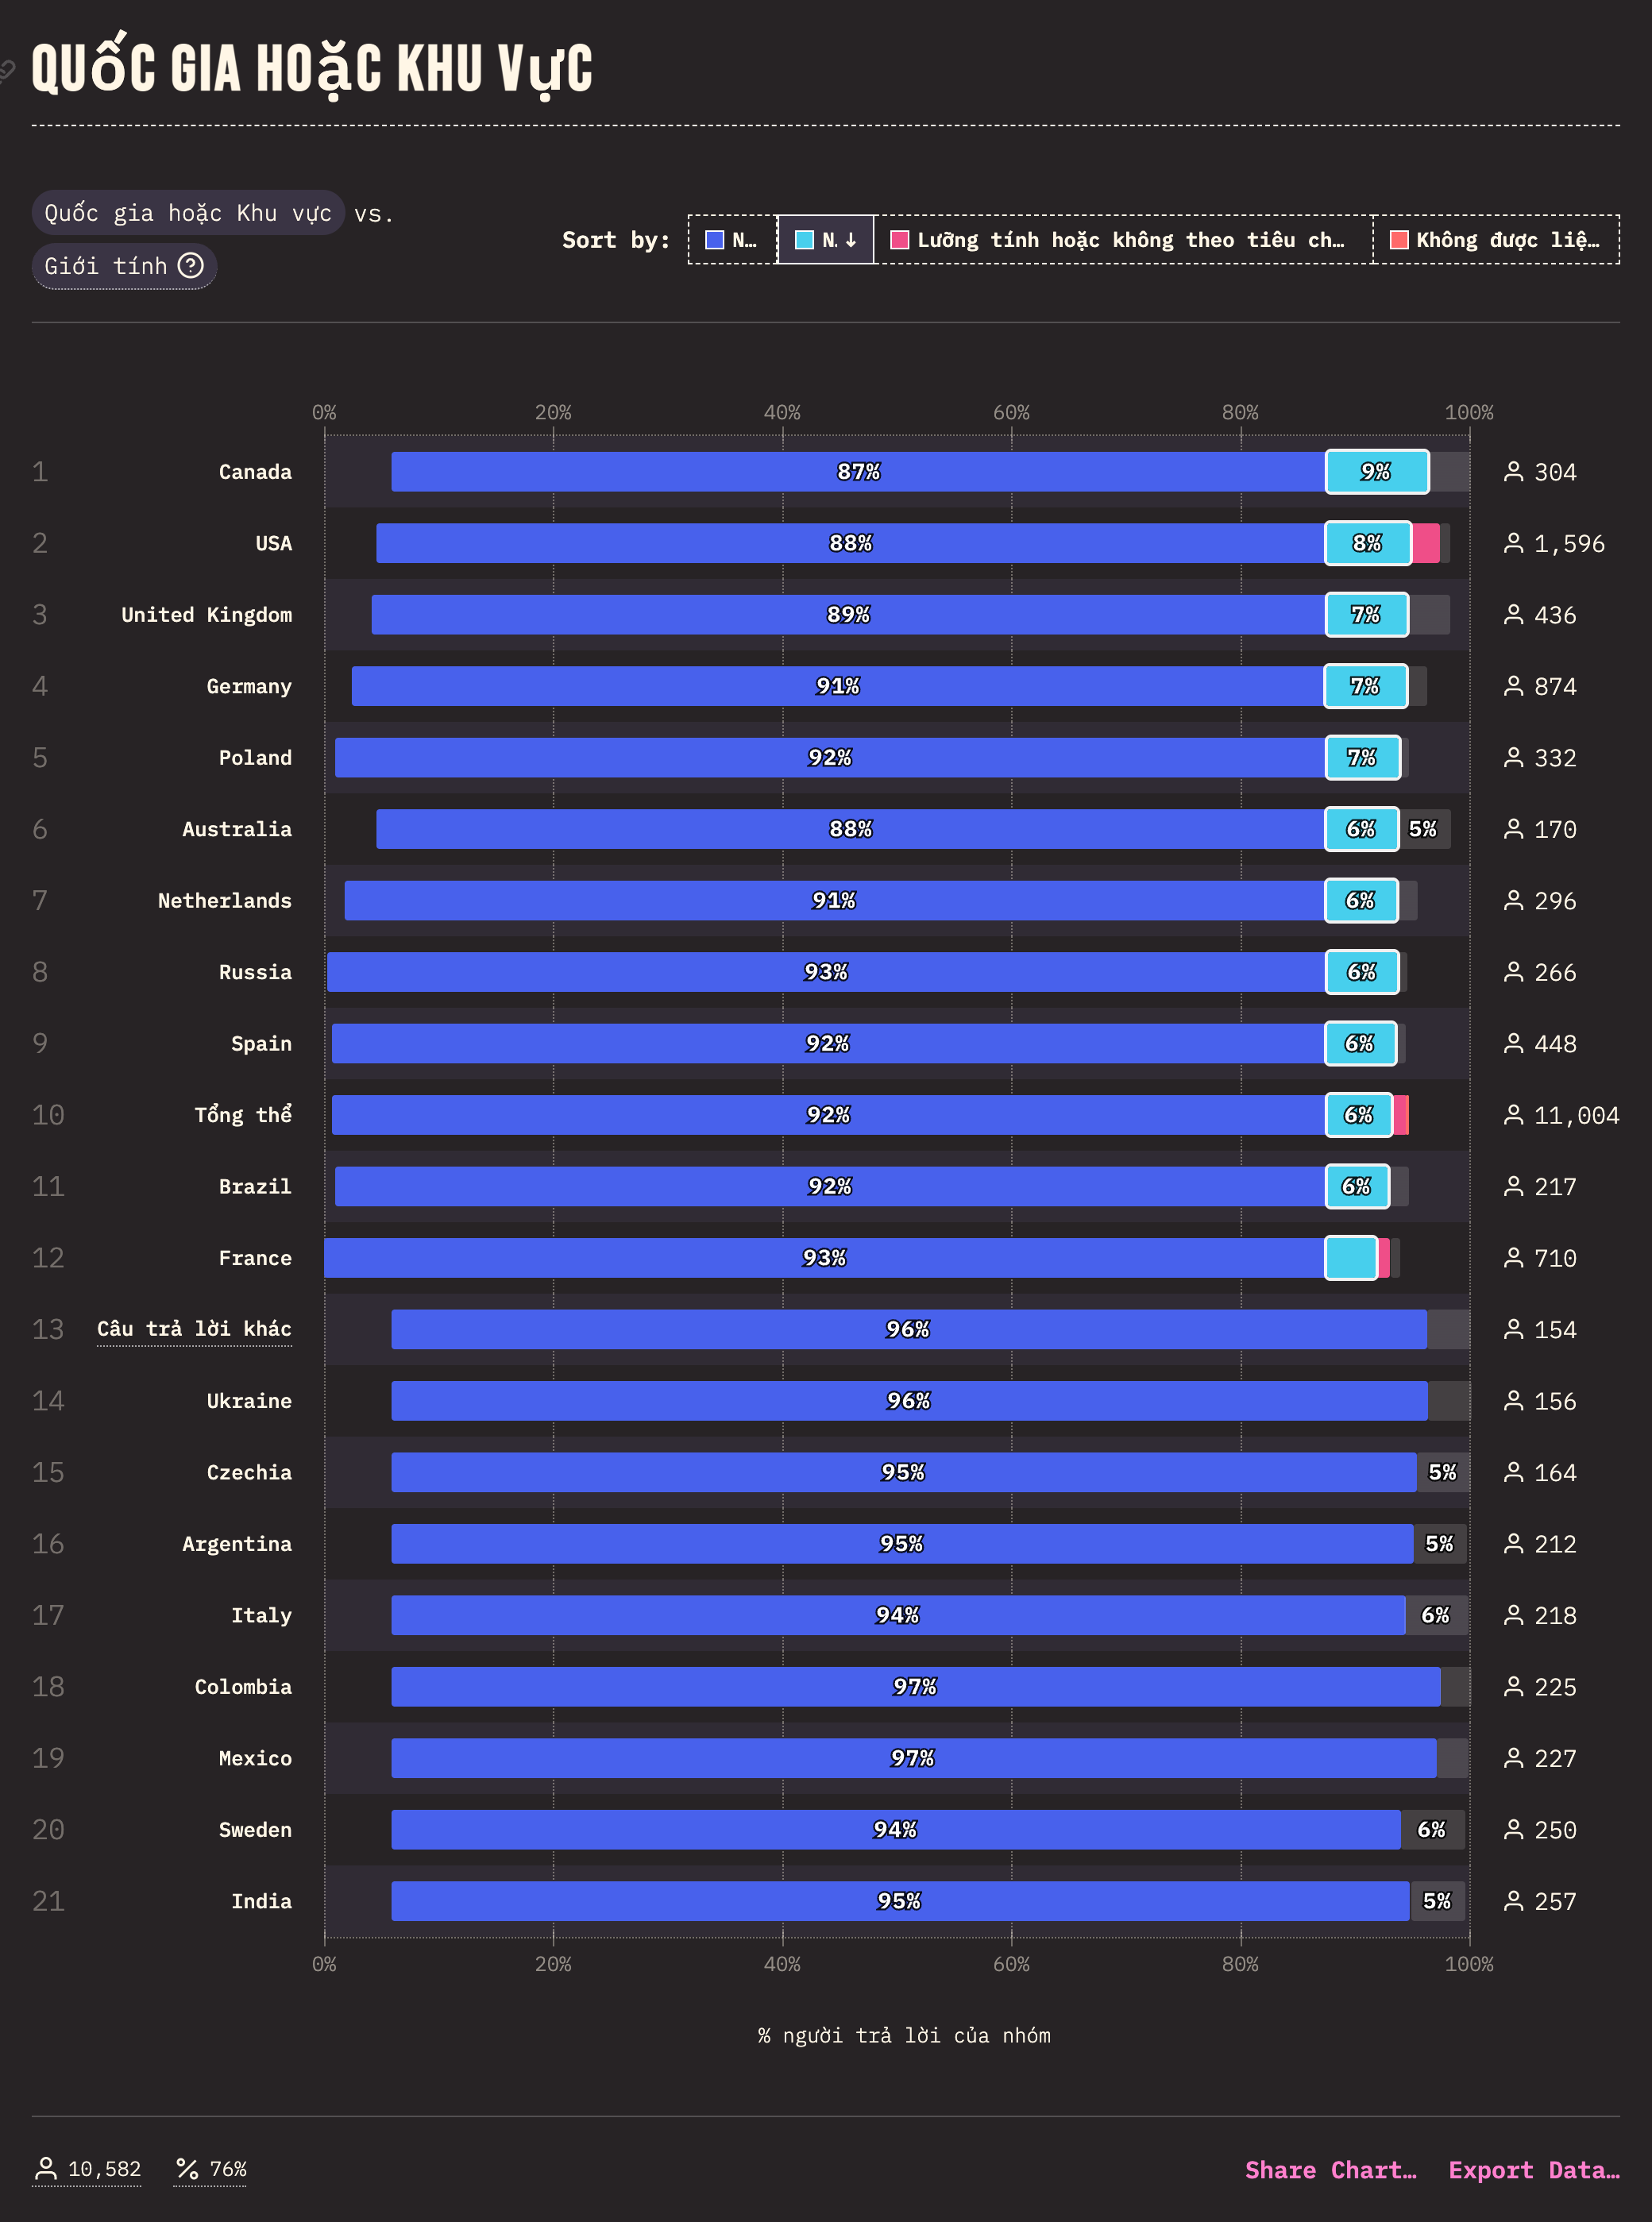 QUỐC GIA HOẶC KHU VỰC
Quốc gia hoặc Khu vực vs.
Giới tính ?
Sort by: N… N. ↓ Lưỡng tính hoặc không theo tiêu ch… Không được liệ…
0% 20% 40% 60% 80% 100%
1 Canada 87% 9% 304
2 USA 88% 8% 1,596
3 United Kingdom 89% 7% 436
4 Germany 91% 7% 874
5 Poland 92% 7% 332
6 Australia 88% 6% 5% 170
7 Netherlands 91% 6% 296
8 Russia 93% 6% 266
9 Spain 92% 6% 448
10 Tổng thể 92% 6% 11,004
11 Brazil 92% 6% 217
12 France 93% 710
13 Câu trả lời khác 96% 154
14 Ukraine 96% 156
15 Czechia 95% 5% 164
16 Argentina 95% 5% 212
17 Italy 94% 6% 218
18 Colombia 97% 225
19 Mexico 97% 227
20 Sweden 94% 6% 250
21 India 95% 5% 257
0% 20% 40% 60% 80% 100%
% người trả lời của nhóm
10,582 76% Share Chart… Export Data…